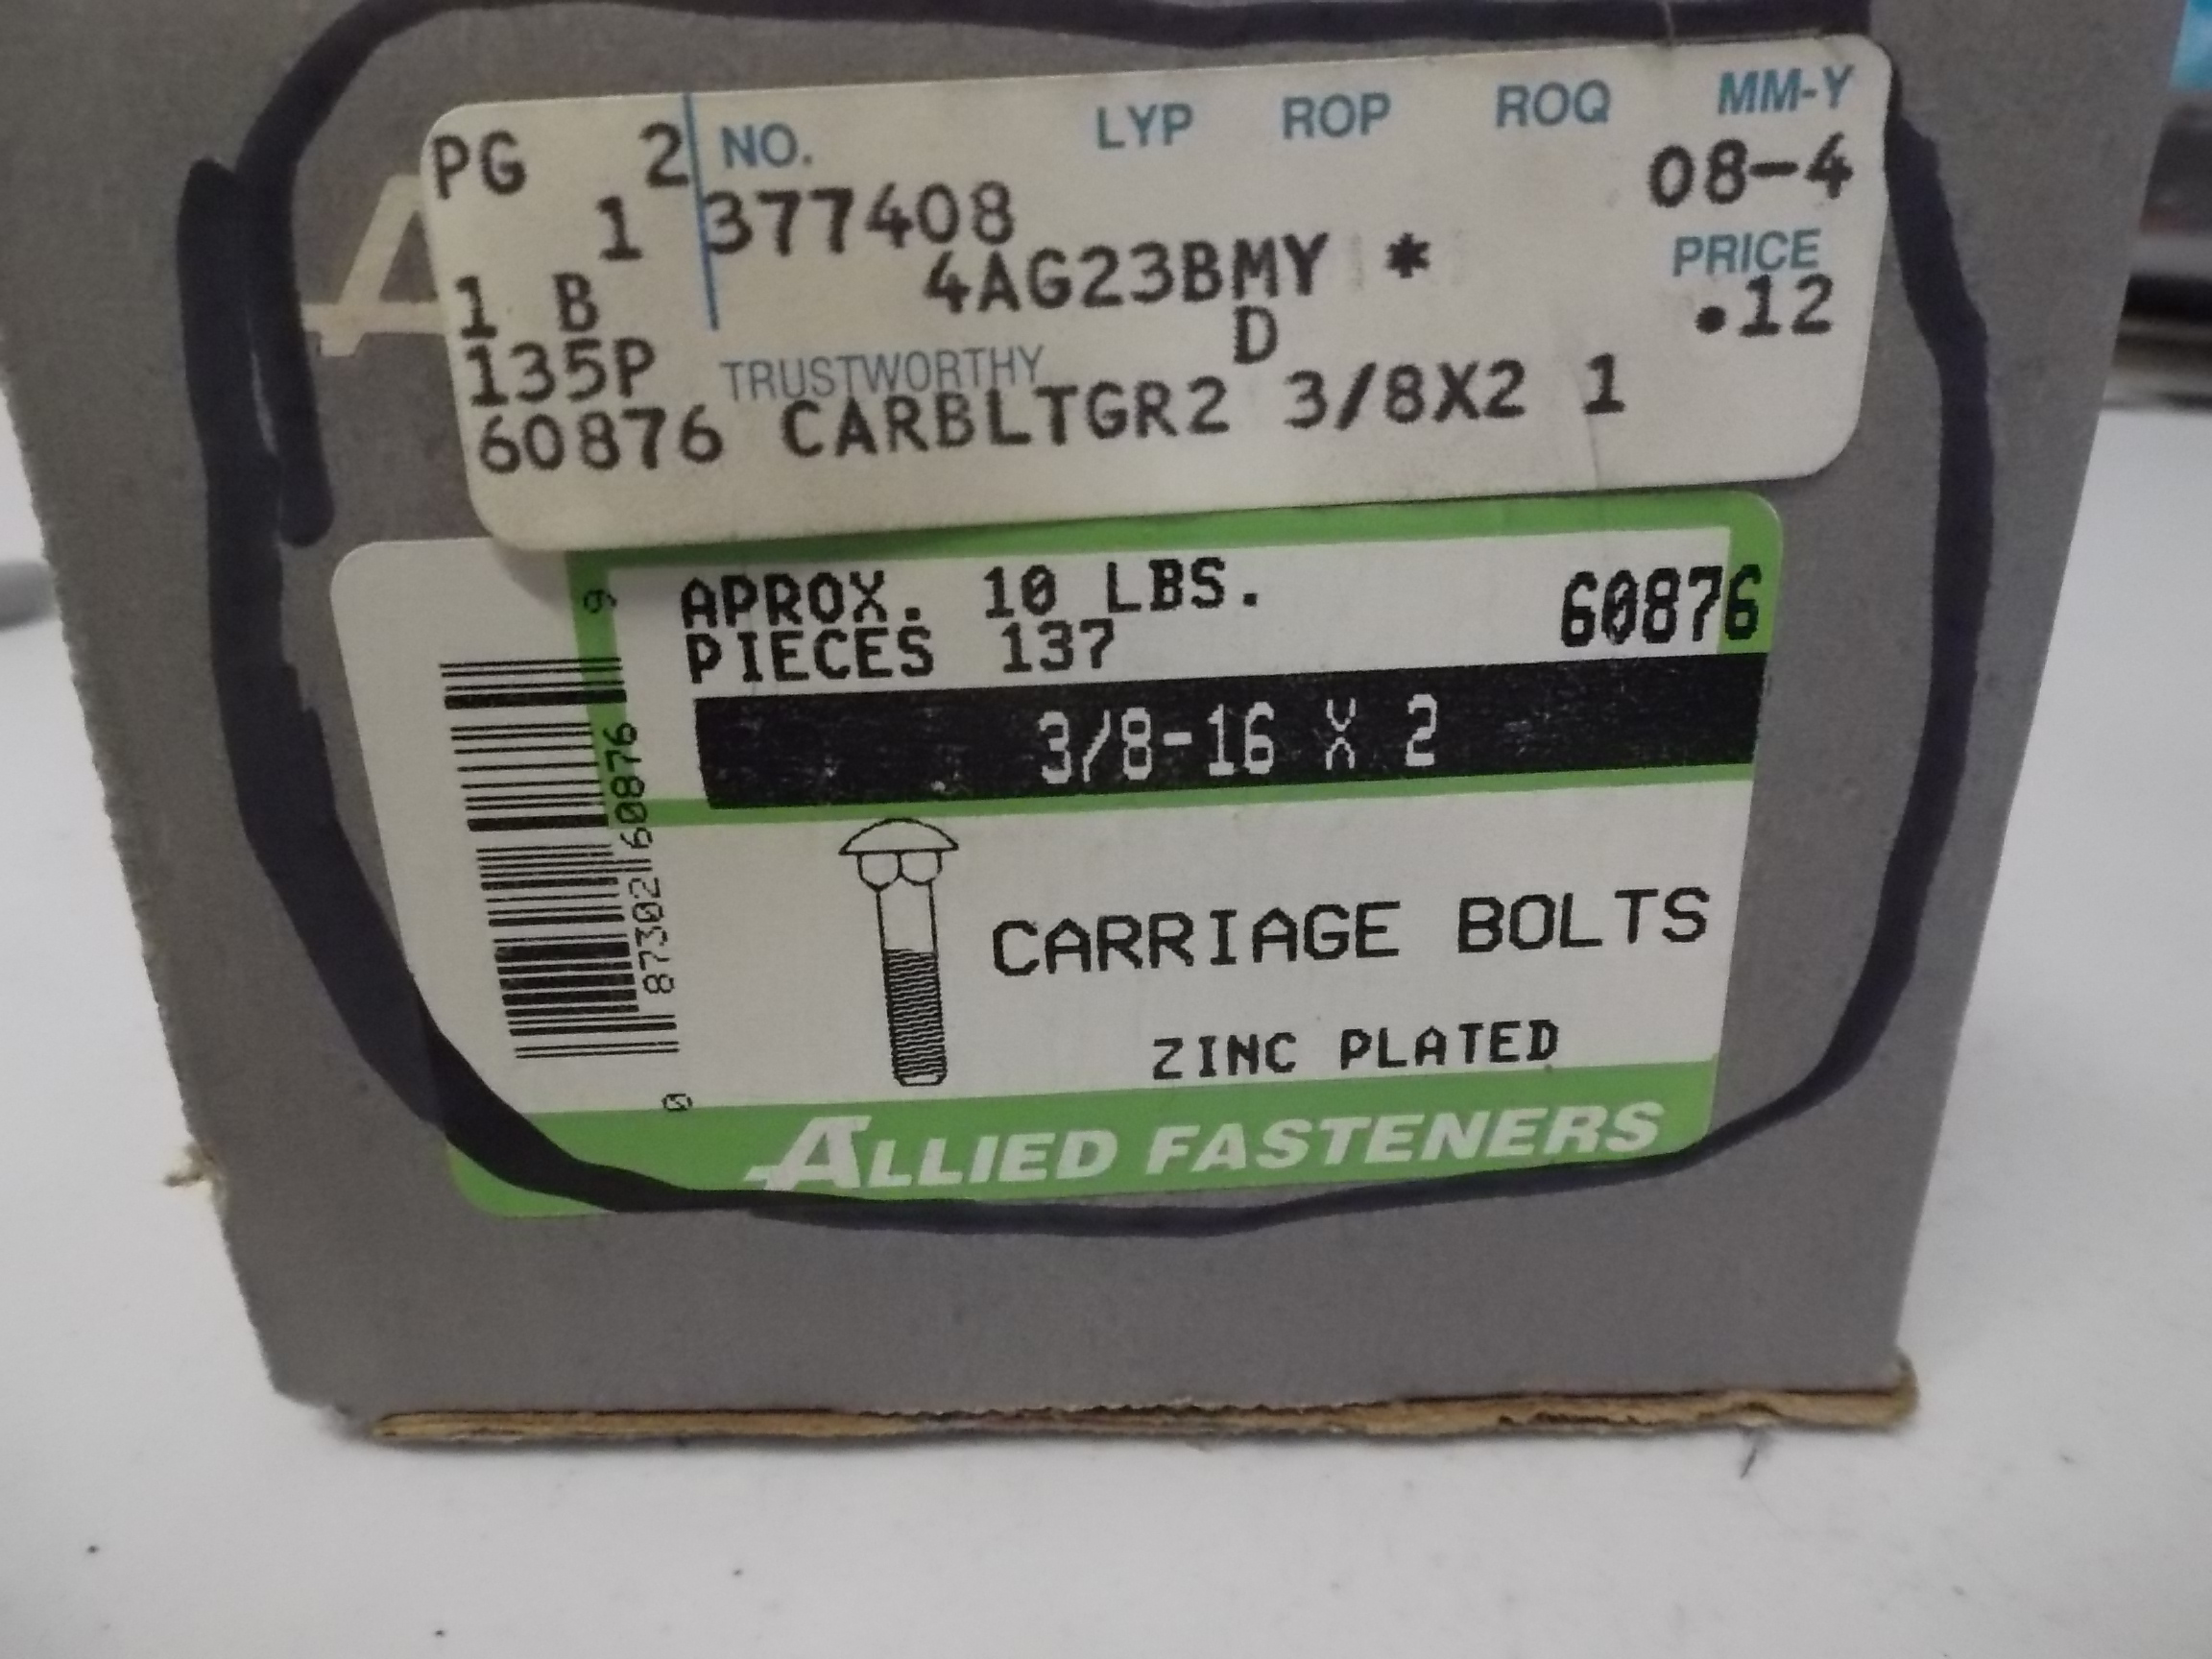 PG 2 NO. LYP ROP ROQ MM-Y
1 377408 08-4
1 B 4AG23BMY * PRICE
D .12
135P TRUSTWORTHY
60876 CARBLTGR2 3/8X2 1
A
APROX. 10 LBS. 60876
PIECES 137
3/8-16 X 2
CARRIAGE BOLTS
ZINC PLATED
ALLIED FASTENERS
0 87302 60876 9